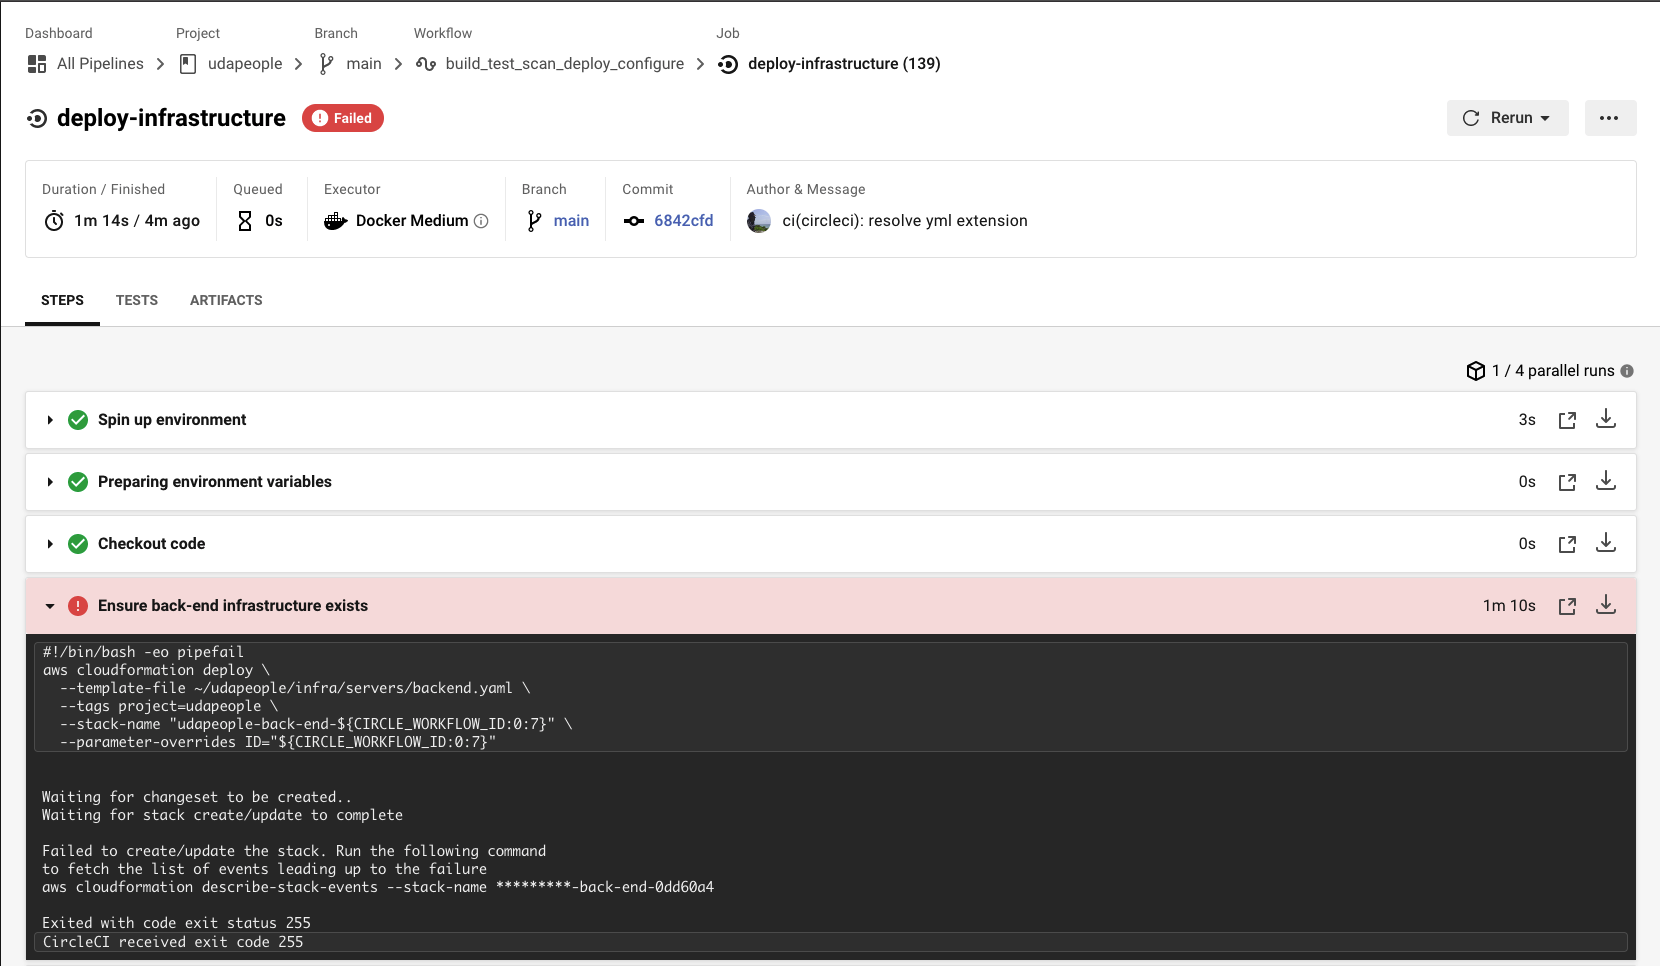 Dashboard Project Branch Workflow Job
All Pipelines udapeople main build_test_scan_deploy_configure deploy-infrastructure (139)
deploy-infrastructure Failed Rerun
Duration / Finished Queued Executor Branch Commit Author & Message
1m 14s / 4m ago 0s Docker Medium main 6842cfd ci(circleci): resolve yml extension
STEPS TESTS ARTIFACTS
1 / 4 parallel runs
Spin up environment 3s
Preparing environment variables 0s
Checkout code 0s
Ensure back-end infrastructure exists 1m 10s
#!/bin/bash -eo pipefail
aws cloudformation deploy \
  --template-file ~/udapeople/infra/servers/backend.yaml \
  --tags project=udapeople \
  --stack-name "udapeople-back-end-${CIRCLE_WORKFLOW_ID:0:7}" \
  --parameter-overrides ID="${CIRCLE_WORKFLOW_ID:0:7}"
Waiting for changeset to be created..
Waiting for stack create/update to complete
Failed to create/update the stack. Run the following command
to fetch the list of events leading up to the failure
aws cloudformation describe-stack-events --stack-name *********-back-end-0dd60a4
Exited with code exit status 255
CircleCI received exit code 255